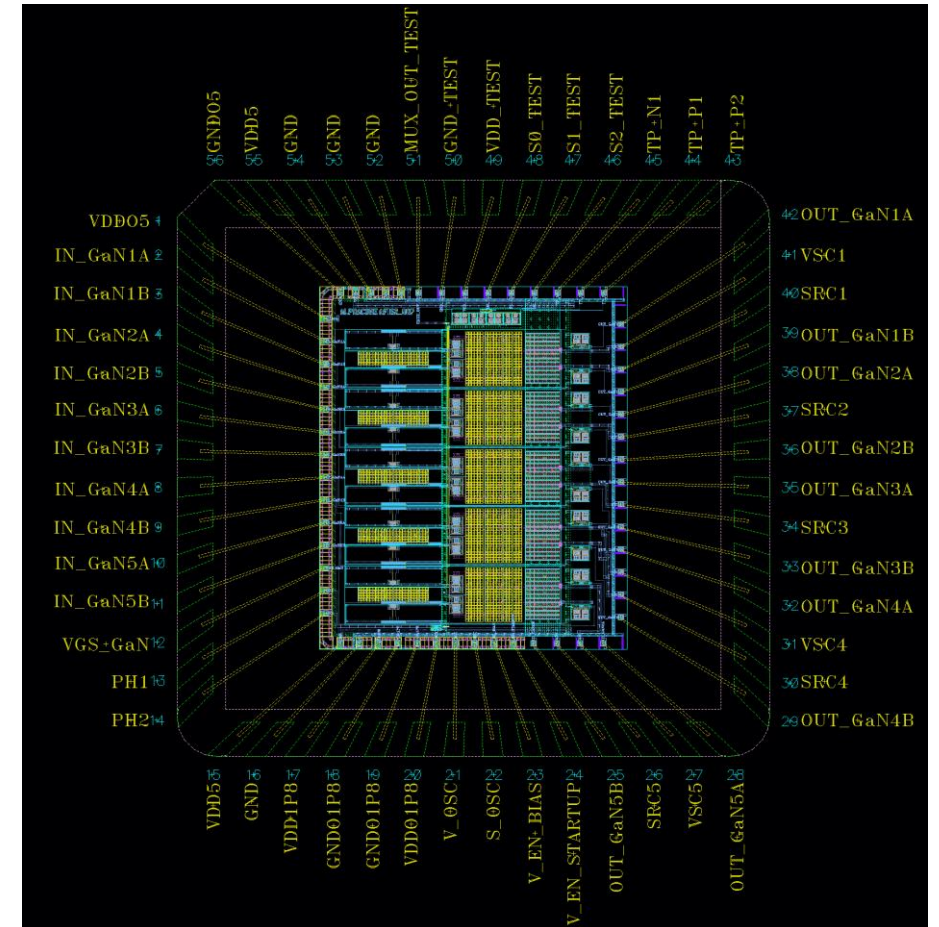 GNDO5
VDD5
GND
GND
GND
MUX_OUT_TEST
GND_TEST
VDD_TEST
S0_TEST
S1_TEST
S2_TEST
TP_N1
TP_P1
TP_P2
56 55 54 53 52 51 50 49 48 47 46 45 44 43
VDDO5 1
IN_GaN1A 2
IN_GaN1B 3
IN_GaN2A 4
IN_GaN2B 5
IN_GaN3A 6
IN_GaN3B 7
IN_GaN4A 8
IN_GaN4B 9
IN_GaN5A 10
IN_GaN5B 11
VGS_GaN 12
PH1 13
PH2 14
42 OUT_GaN1A
41 VSC1
40 SRC1
39 OUT_GaN1B
38 OUT_GaN2A
37 SRC2
36 OUT_GaN2B
35 OUT_GaN3A
34 SRC3
33 OUT_GaN3B
32 OUT_GaN4A
31 VSC4
30 SRC4
29 OUT_GaN4B
15 16 17 18 19 20 21 22 23 24 25 26 27 28
VDD5
GND
VDD1P8
GNDO1P8
GNDO1P8
VDDO1P8
V_OSC
S_OSC
V_EN_BIAS
V_EN_STARTUP
OUT_GaN5B
SRC5
VSC5
OUT_GaN5A